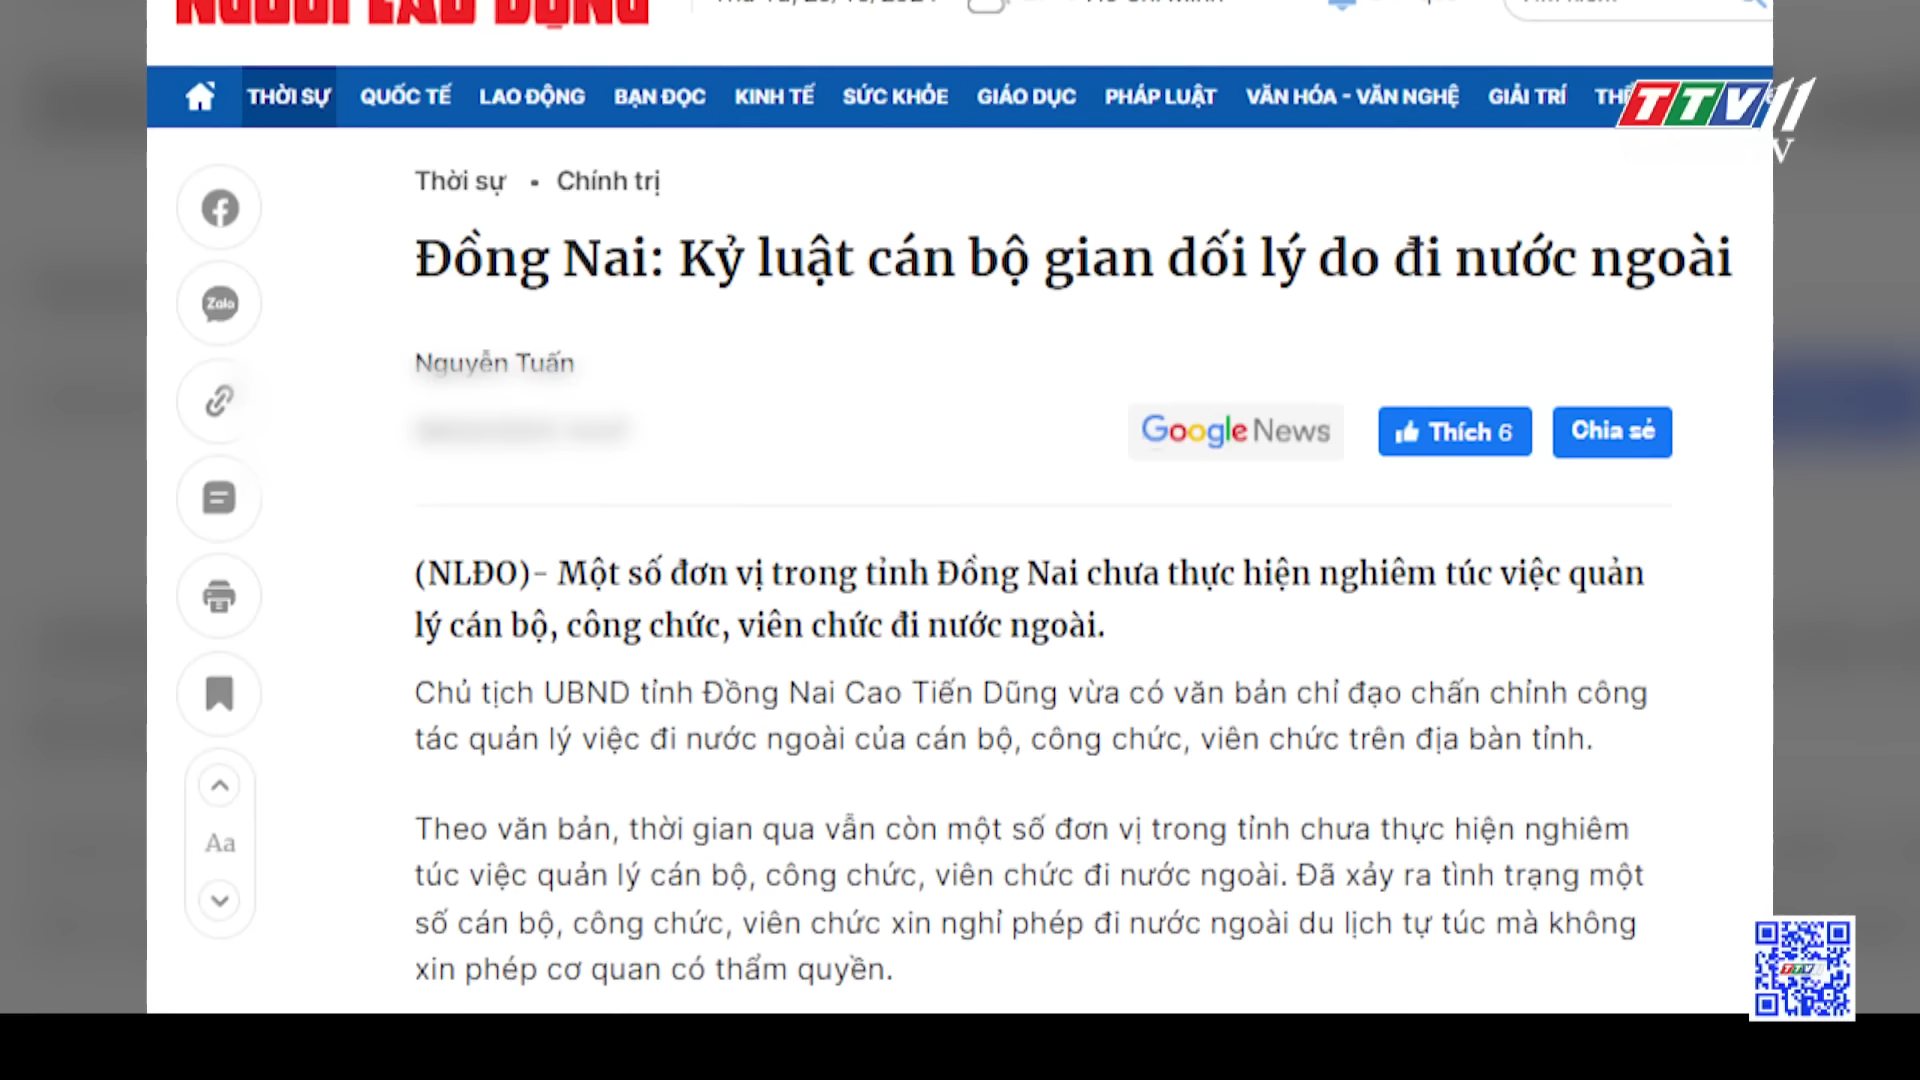 NGƯỜI LAO ĐỘNG
THỜI SỰ QUỐC TẾ LAO ĐỘNG BẠN ĐỌC KINH TẾ SỨC KHỎE GIÁO DỤC PHÁP LUẬT VĂN HÓA - VĂN NGHỆ GIẢI TRÍ
TTV11
Thời sự • Chính trị
Đồng Nai: Kỷ luật cán bộ gian dối lý do đi nước ngoài
Zalo
Nguyễn Tuấn
Google News Thích 6 Chia sẻ
(NLĐO)- Một số đơn vị trong tỉnh Đồng Nai chưa thực hiện nghiêm túc việc quản
lý cán bộ, công chức, viên chức đi nước ngoài.
Chủ tịch UBND tỉnh Đồng Nai Cao Tiến Dũng vừa có văn bản chỉ đạo chấn chỉnh công
tác quản lý việc đi nước ngoài của cán bộ, công chức, viên chức trên địa bàn tỉnh.
Aa
Theo văn bản, thời gian qua vẫn còn một số đơn vị trong tỉnh chưa thực hiện nghiêm
túc việc quản lý cán bộ, công chức, viên chức đi nước ngoài. Đã xảy ra tình trạng một
số cán bộ, công chức, viên chức xin nghỉ phép đi nước ngoài du lịch tự túc mà không
xin phép cơ quan có thẩm quyền.